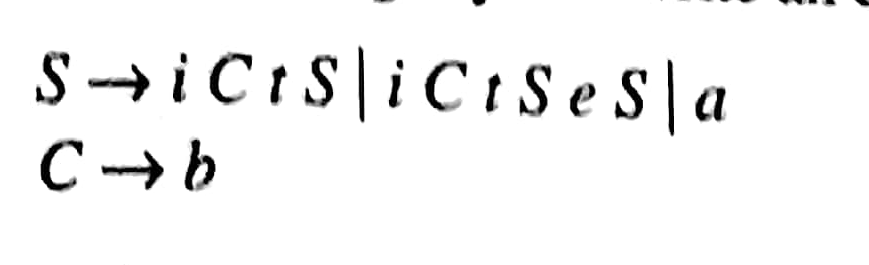 S → i C t S | i C t S e S | a
C → b